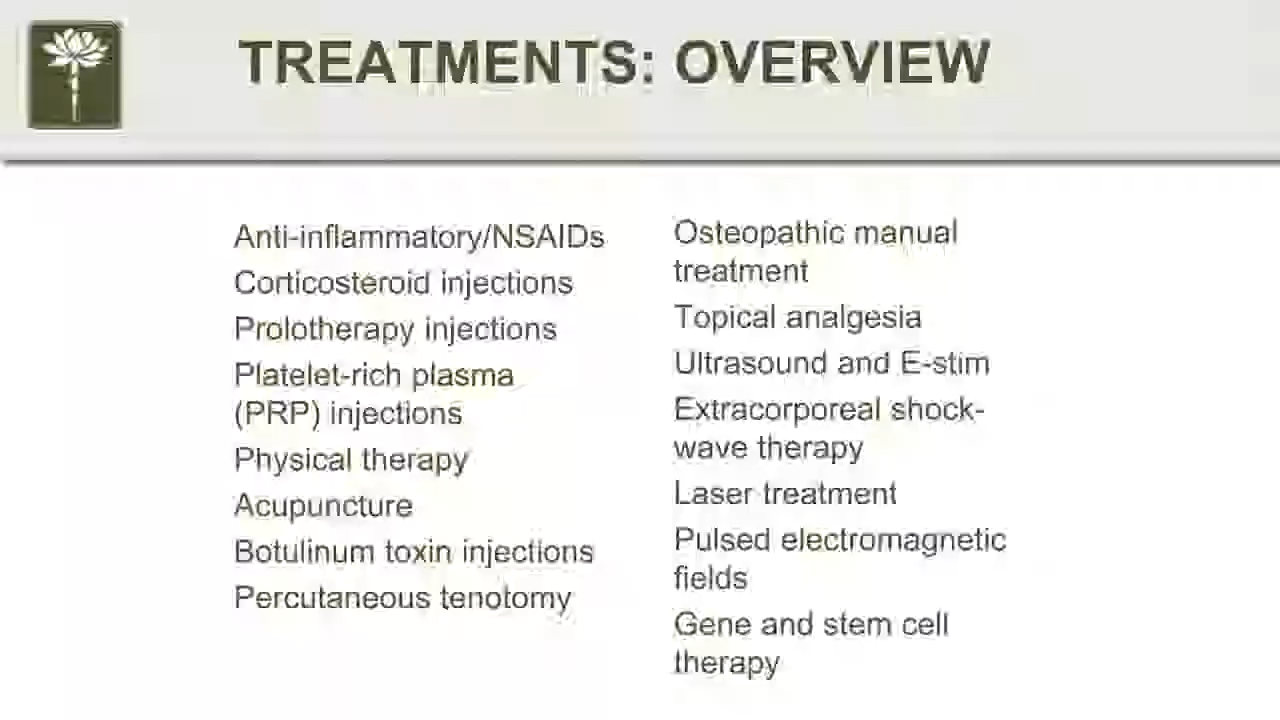 TREATMENTS: OVERVIEW
Anti-inflammatory/NSAIDs
Corticosteroid injections
Prolotherapy injections
Platelet-rich plasma
(PRP) injections
Physical therapy
Acupuncture
Botulinum toxin injections
Percutaneous tenotomy
Osteopathic manual
treatment
Topical analgesia
Ultrasound and E-stim
Extracorporeal shock-
wave therapy
Laser treatment
Pulsed electromagnetic
fields
Gene and stem cell
therapy